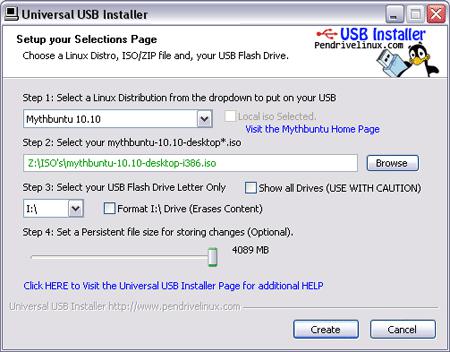 Universal USB Installer
Setup your Selections Page
Choose a Linux Distro, ISO/ZIP file and, your USB Flash Drive.
USB Installer
Pendrivelinux.com
Step 1: Select a Linux Distribution from the dropdown to put on your USB
Mythbuntu 10.10
Local iso Selected.
Visit the Mythbuntu Home Page
Step 2: Select your mythbuntu-10.10-desktop*.iso
Z:\ISO's\mythbuntu-10.10-desktop-i386.iso
Browse
Step 3: Select your USB Flash Drive Letter Only
Show all Drives (USE WITH CAUTION)
I:\
Format I:\ Drive (Erases Content)
Step 4: Set a Persistent file size for storing changes (Optional).
4089 MB
Click HERE to Visit the Universal USB Installer Page for additional HELP
Universal USB Installer http://www.pendrivelinux.com
Create
Cancel